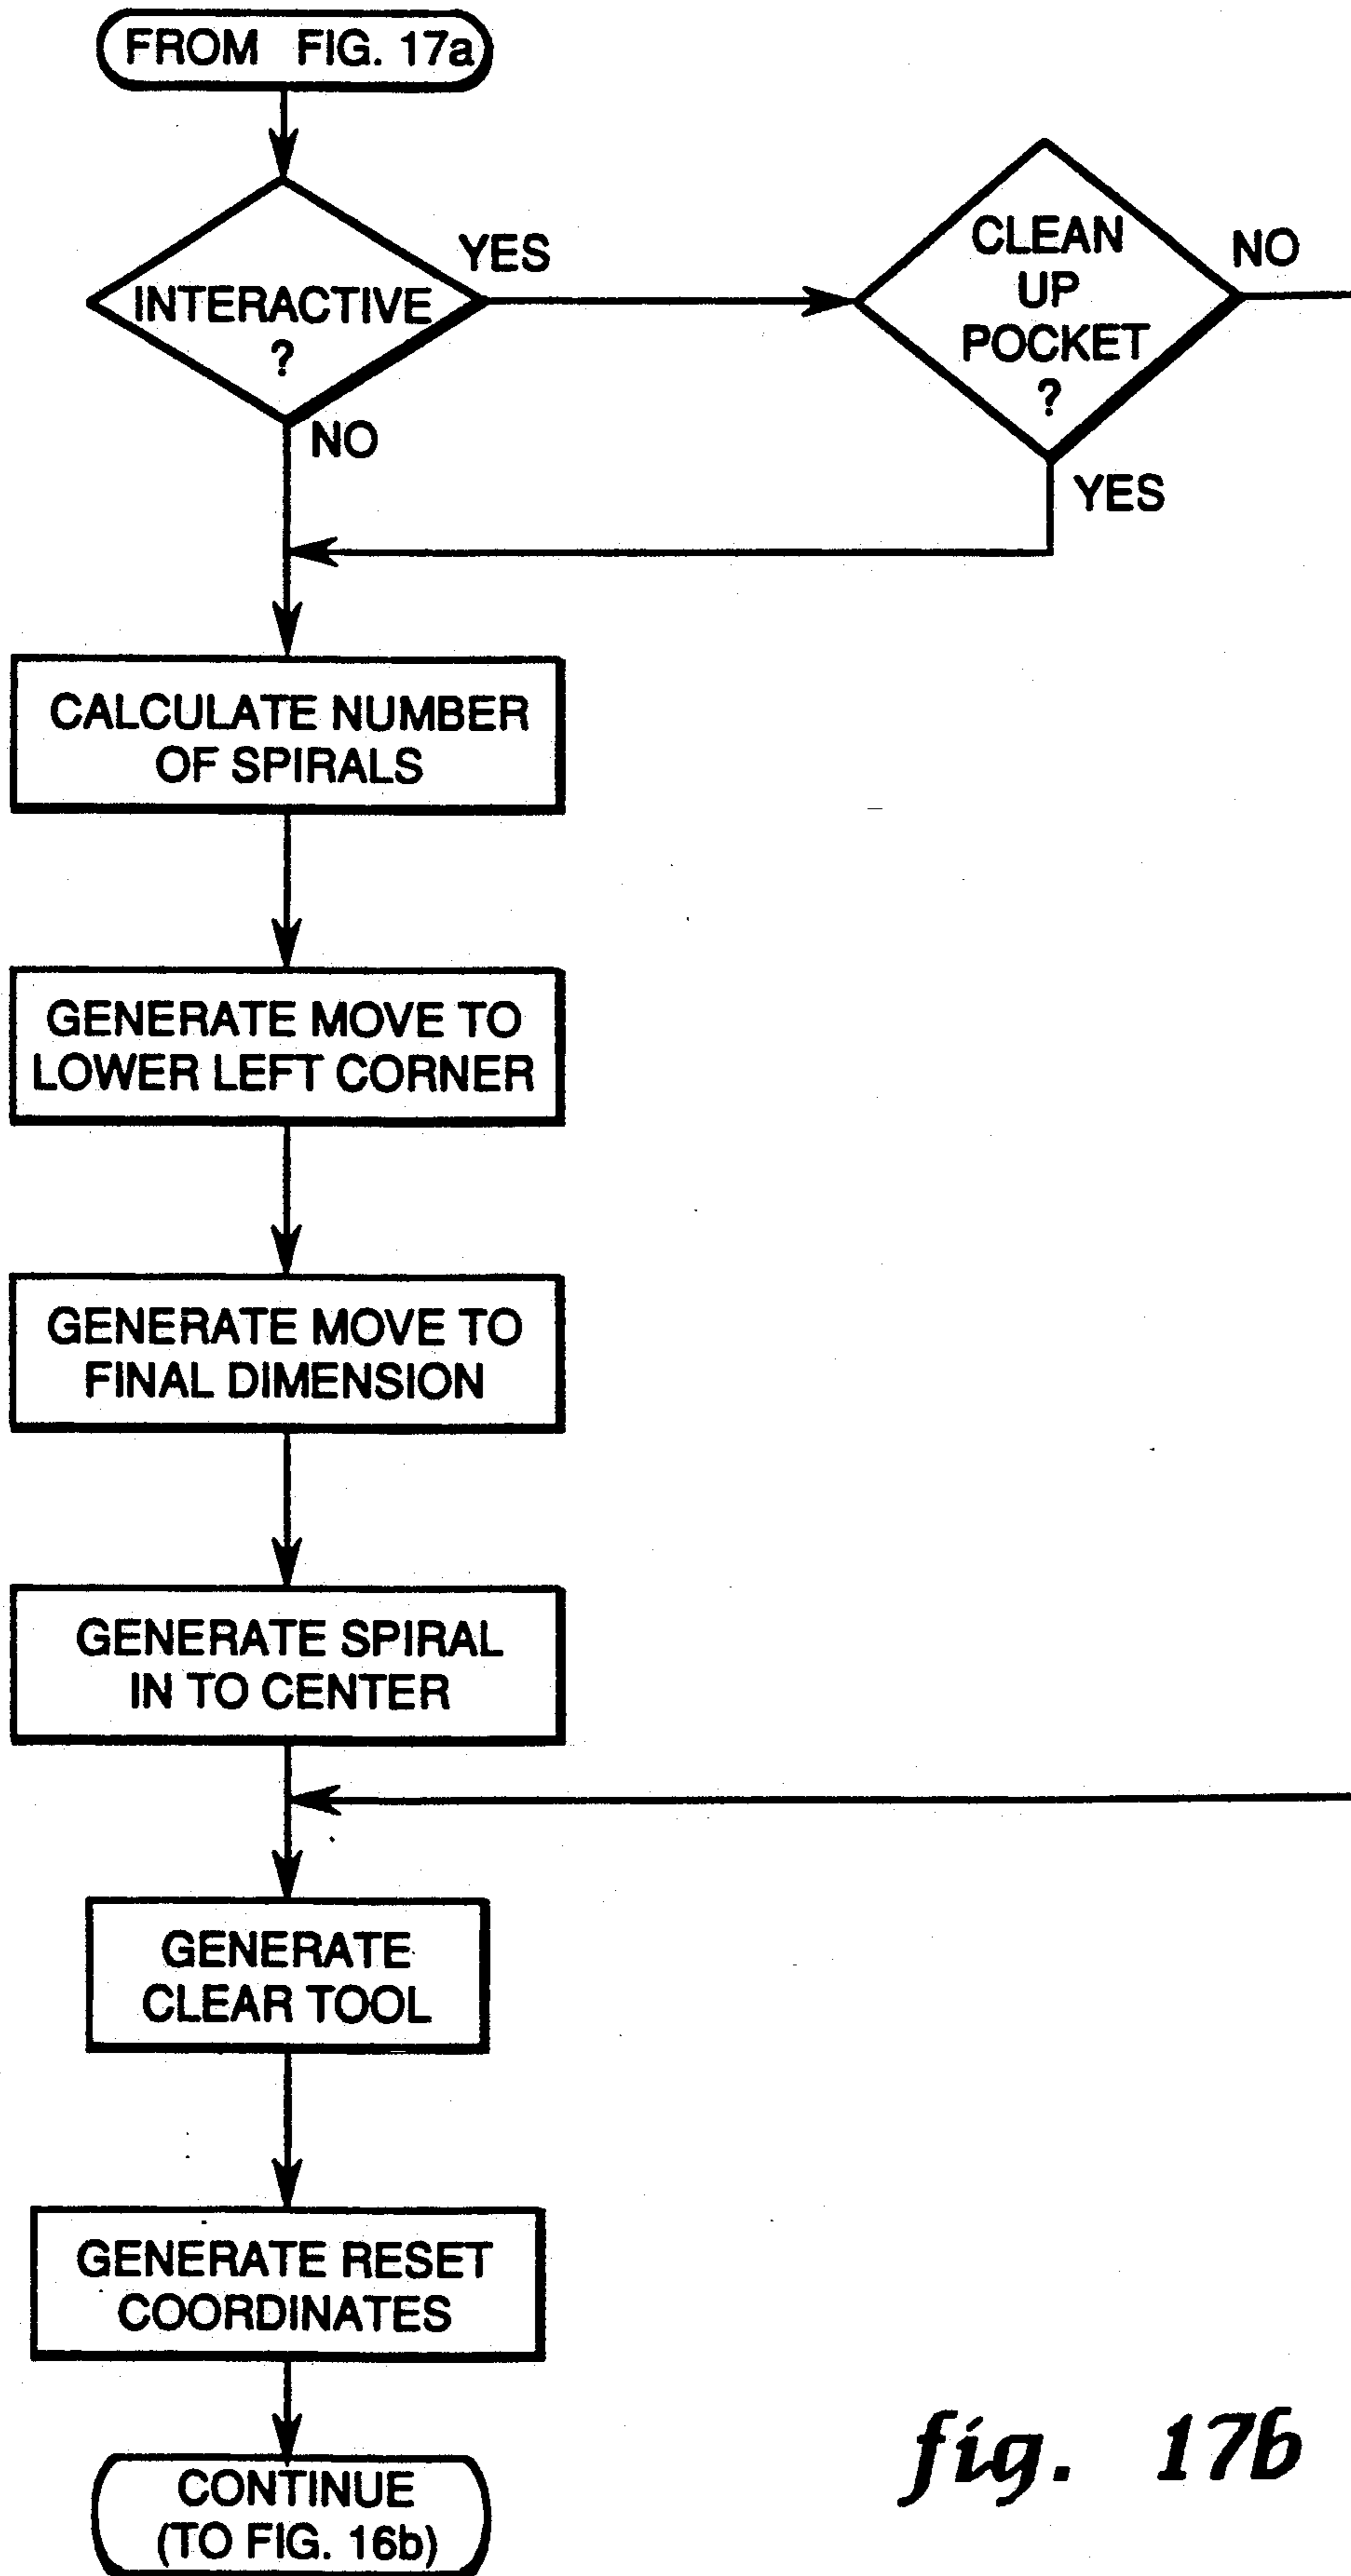 FROM FIG. 17a
INTERACTIVE
?
YES
NO
CLEAN
UP
POCKET
?
NO
YES
CALCULATE NUMBER
OF SPIRALS
GENERATE MOVE TO
LOWER LEFT CORNER
GENERATE MOVE TO
FINAL DIMENSION
GENERATE SPIRAL
IN TO CENTER
GENERATE
CLEAR TOOL
GENERATE RESET
COORDINATES
CONTINUE
(TO FIG. 16b)
fig. 17b